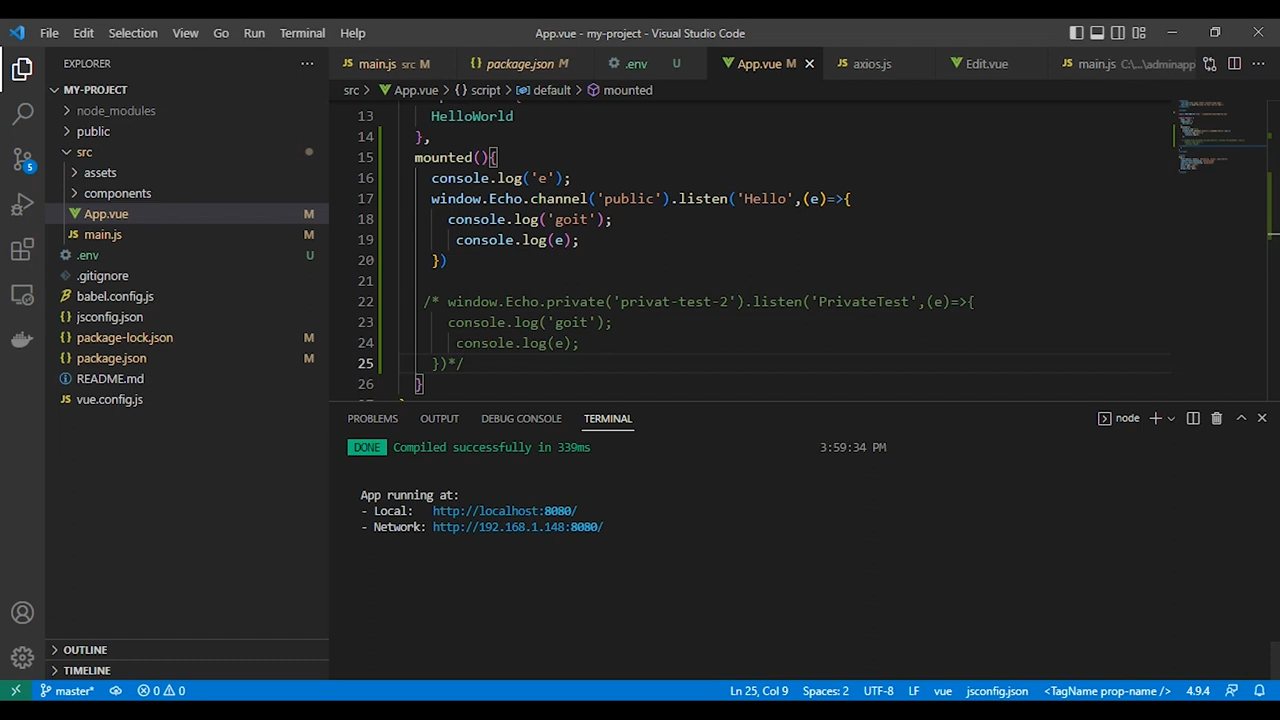 File Edit Selection View Go Run Terminal Help App.vue - my-project - Visual Studio Code
EXPLORER
MY-PROJECT
node_modules
public
src
assets
components
App.vue M
main.js M
.env U
.gitignore
babel.config.js
jsconfig.json
package-lock.json M
package.json M
README.md
vue.config.js
OUTLINE
TIMELINE
main.js src M package.json M .env U App.vue M axios.js Edit.vue main.js C:\...\adminapp
src > App.vue > {} script > default > mounted
13 HelloWorld
14 },
15 mounted(){
16 console.log('e');
17 window.Echo.channel('public').listen('Hello',(e)=>{
18 console.log('goit');
19 console.log(e);
20 })
21
22 /* window.Echo.private('privat-test-2').listen('PrivateTest',(e)=>{
23 console.log('goit');
24 console.log(e);
25 })*/
26 }
PROBLEMS OUTPUT DEBUG CONSOLE TERMINAL node
DONE Compiled successfully in 339ms 3:59:34 PM
App running at:
- Local: http://localhost:8080/
- Network: http://192.168.1.148:8080/
master* 0 0 Ln 25, Col 9 Spaces: 2 UTF-8 LF vue jsconfig.json <TagName prop-name /> 4.9.4